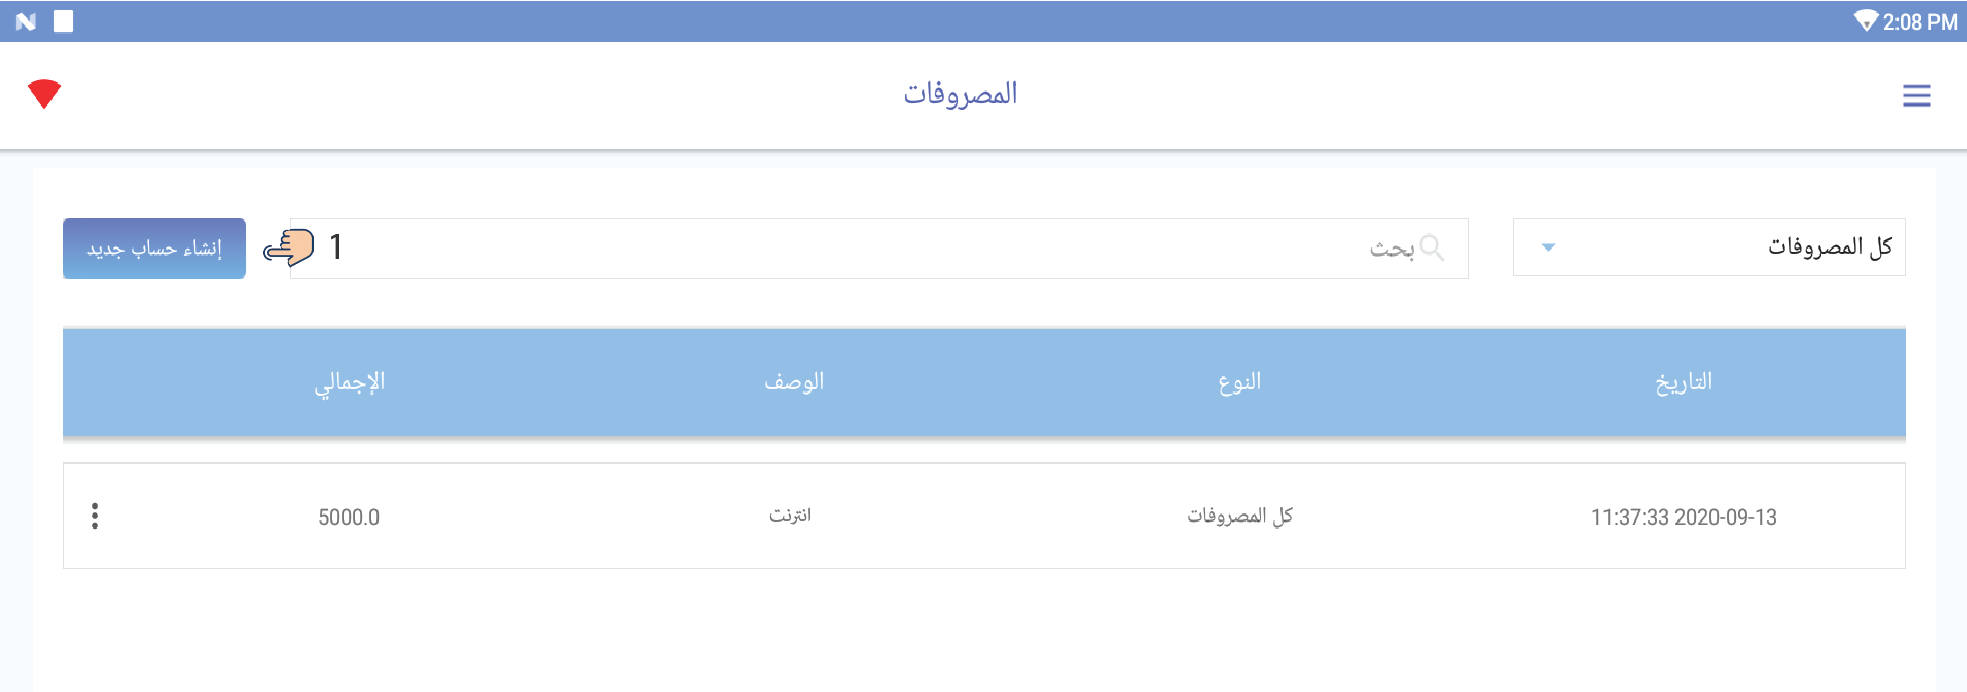 2:08 PM
المصروفات
كل المصروفات
بحث
1
إنشاء حساب جديد
التاريخ النوع الوصف الإجمالي
11:37:33 2020-09-13 كل المصروفات انترنت 5000.0